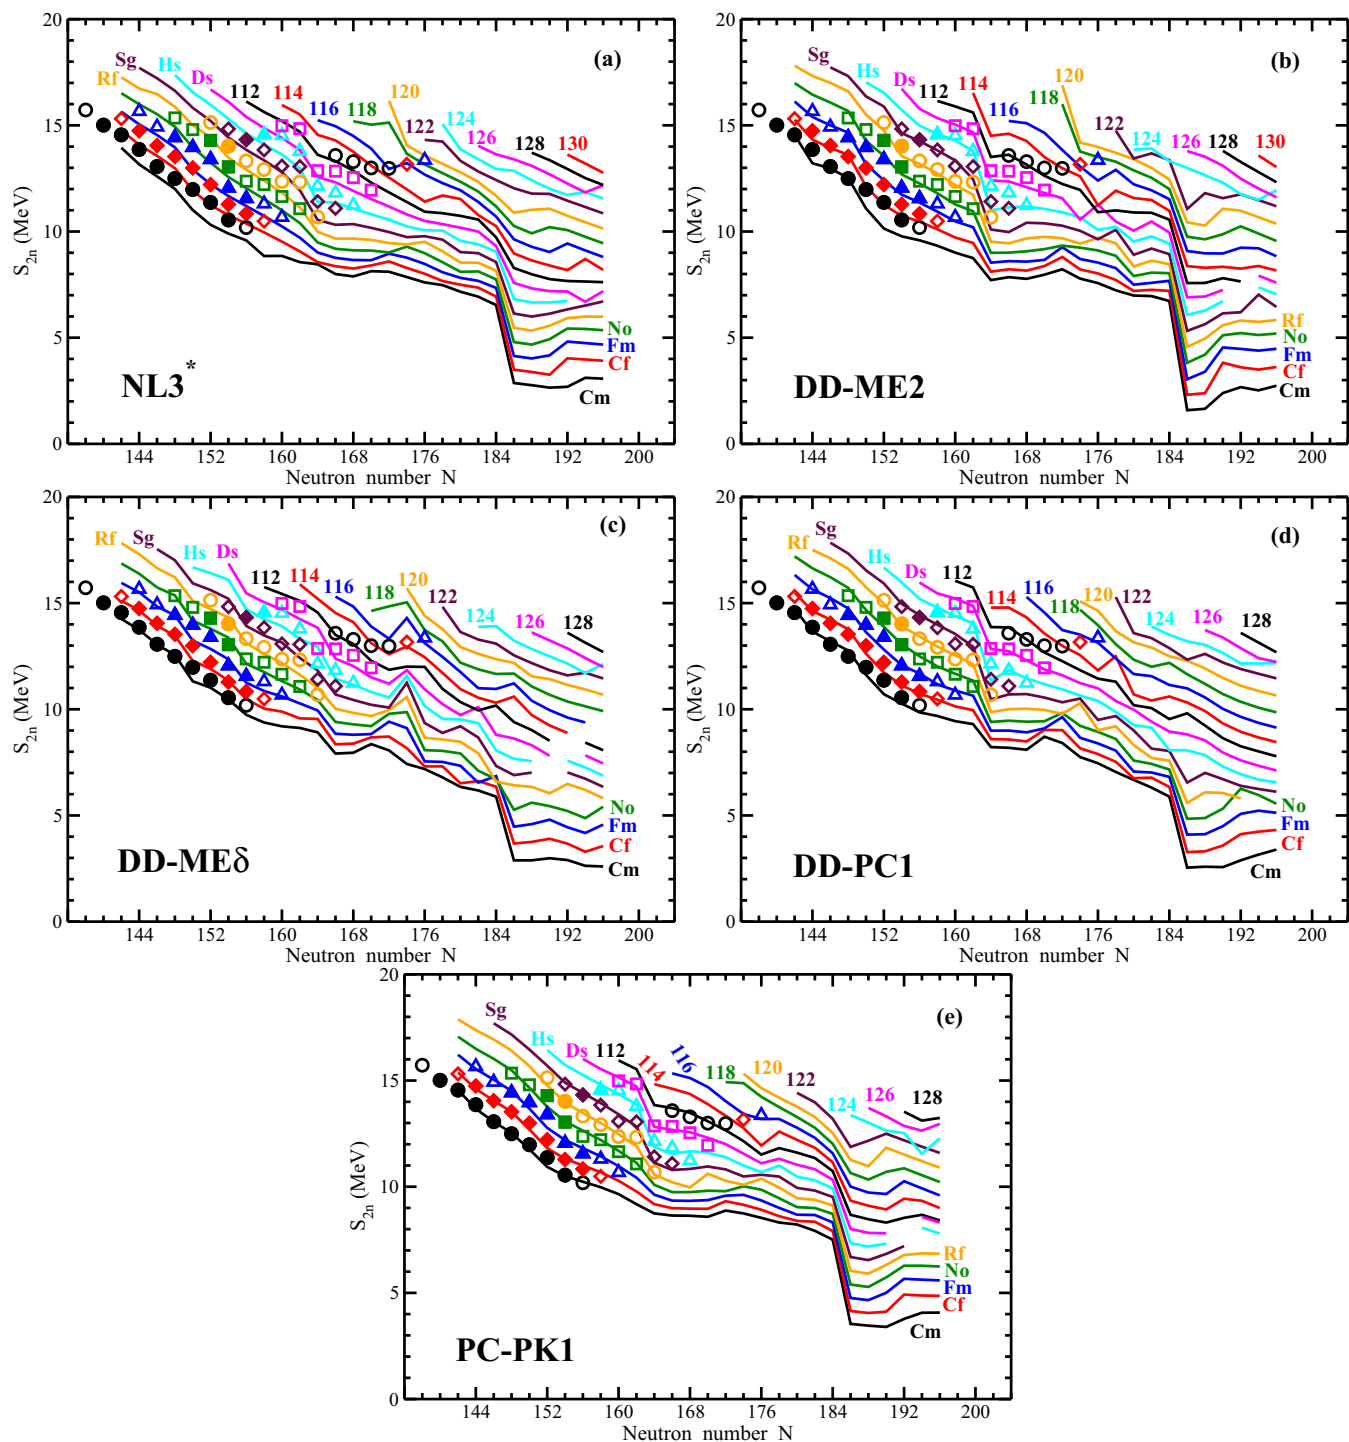 (a)
Sg
Hs
Rf
Ds
112
114
116
118
122
124
126
128
130
No
Fm
Cf
Cm
NL3*
S2n (MeV)
20
15
10
5
0
144 152 160 168 176 184 192 200
Neutron number N
(b)
120
Hs
Ds
112
114
116
118
122
124
126
128
130
Rf
No
Fm
Cf
Cm
DD-ME2
S2n (MeV)
20
15
10
5
0
144 152 160 168 176 184 192 200
Neutron number N
(c)
Sg
Rf
Hs
Ds
112
114
116
118
120
122
124
126
128
No
Fm
Cf
Cm
DD-MEδ
S2n (MeV)
20
15
10
5
0
144 152 160 168 176 184 192 200
Neutron number N
(d)
Sg
Rf
Hs
Ds
112
114
116
118
120
122
124
126
128
No
Fm
Cf
Cm
DD-PC1
S2n (MeV)
20
15
10
5
0
144 152 160 168 176 184 192 200
Neutron number N
(e)
Sg
Hs
Ds
112
114
116
118
120
122
124
126
128
Rf
No
Fm
Cf
Cm
PC-PK1
S2n (MeV)
20
15
10
5
0
144 152 160 168 176 184 192 200
Neutron number N